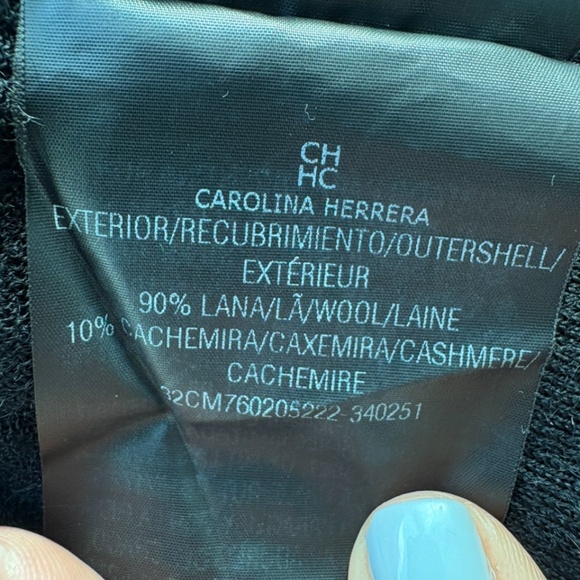 CH
HC
CAROLINA HERRERA
EXTERIOR/RECUBRIMIENTO/OUTERSHELL/
EXTÉRIEUR
90% LANA/LÃ/WOOL/LAINE
10% CACHEMIRA/CAXEMIRA/CASHMERE/
CACHEMIRE
32CM760205222-340251